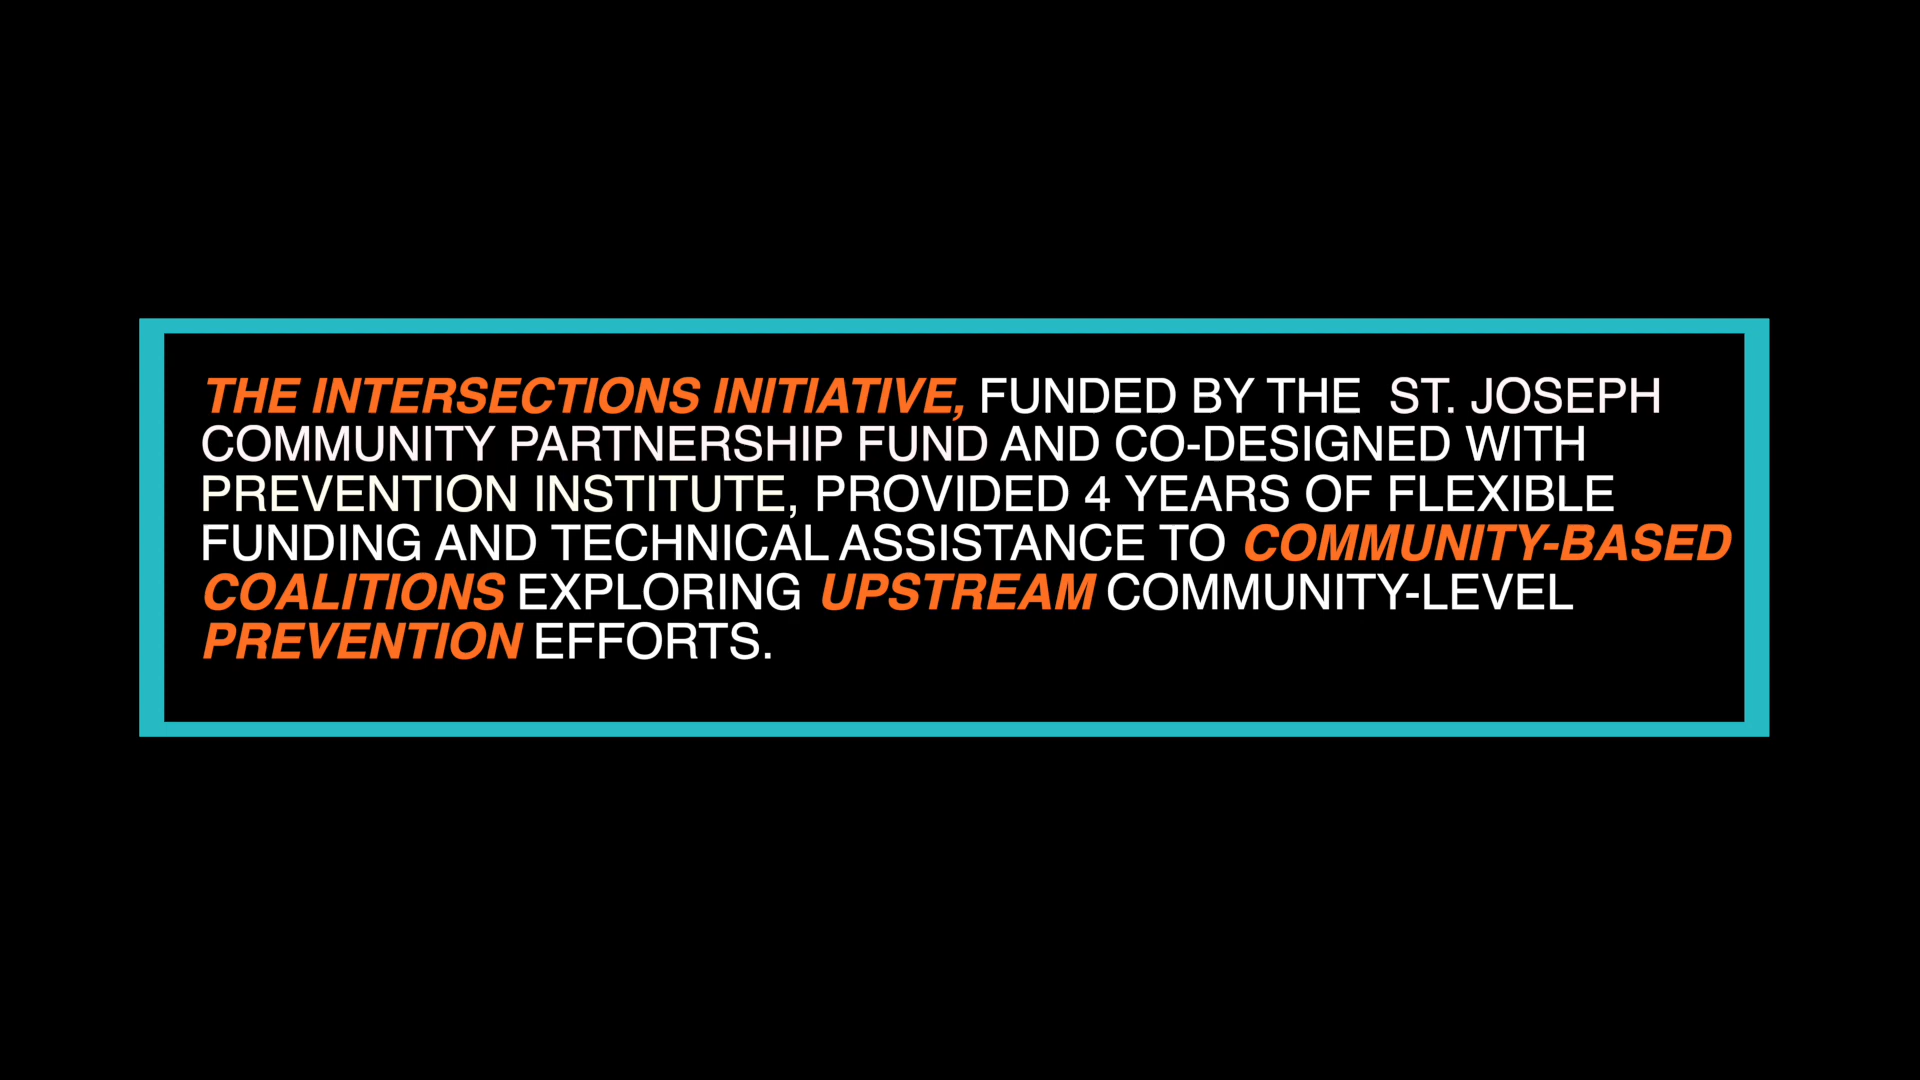 THE INTERSECTIONS INITIATIVE, FUNDED BY THE  ST. JOSEPH
COMMUNITY PARTNERSHIP FUND AND CO-DESIGNED WITH
PREVENTION INSTITUTE, PROVIDED 4 YEARS OF FLEXIBLE
FUNDING AND TECHNICAL ASSISTANCE TO COMMUNITY-BASED
COALITIONS EXPLORING UPSTREAM COMMUNITY-LEVEL
PREVENTION EFFORTS.